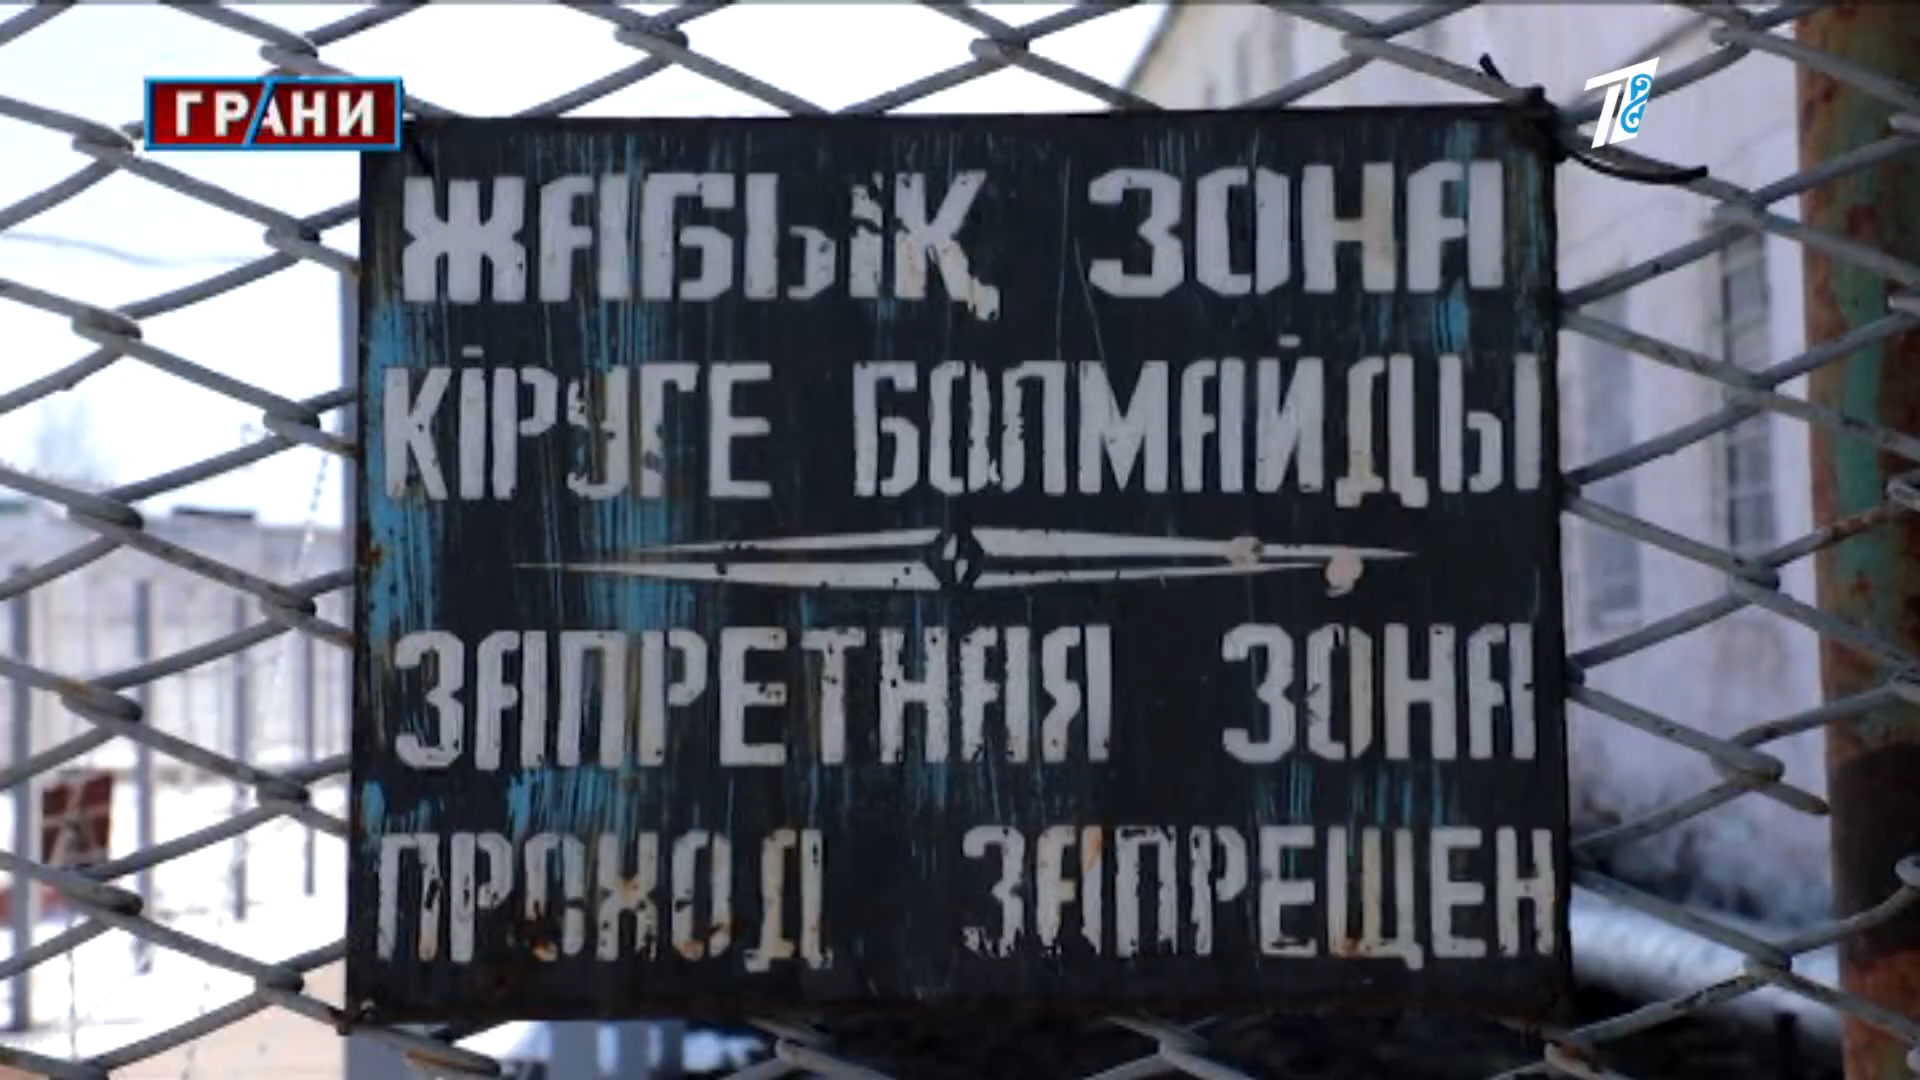 ГРАНИ
ЖАБЫҚ ЗОНА
КІРУГЕ БОЛМАЙДЫ
ЗАПРЕТНАЯ ЗОНА
ПРОХОД ЗАПРЕЩЕН